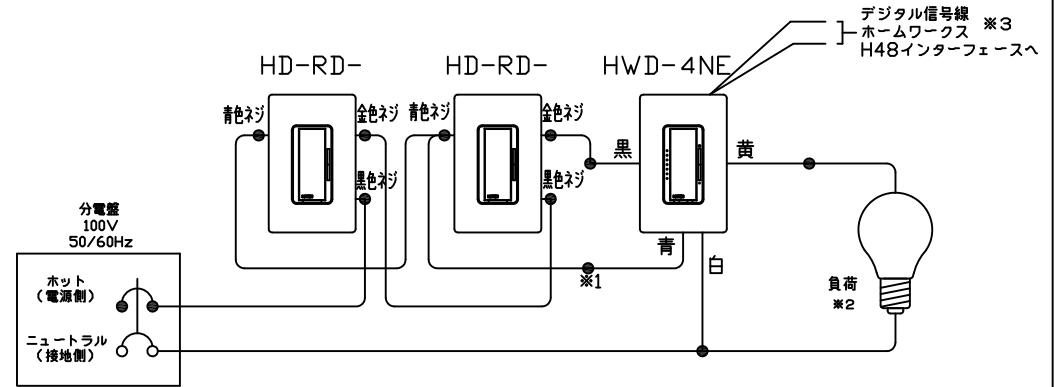 デジタル信号線
ホームワークス ※3
H48インターフェースへ
HD-RD-
HD-RD-
HWD-4NE
青色ネジ
金色ネジ
青色ネジ
金色ネジ
黒
黄
黒色ネジ
黒色ネジ
分電盤
100V
50/60Hz
青
白
※1
ホット
(電源側)
負荷
※2
ニュートラル
(接地側)